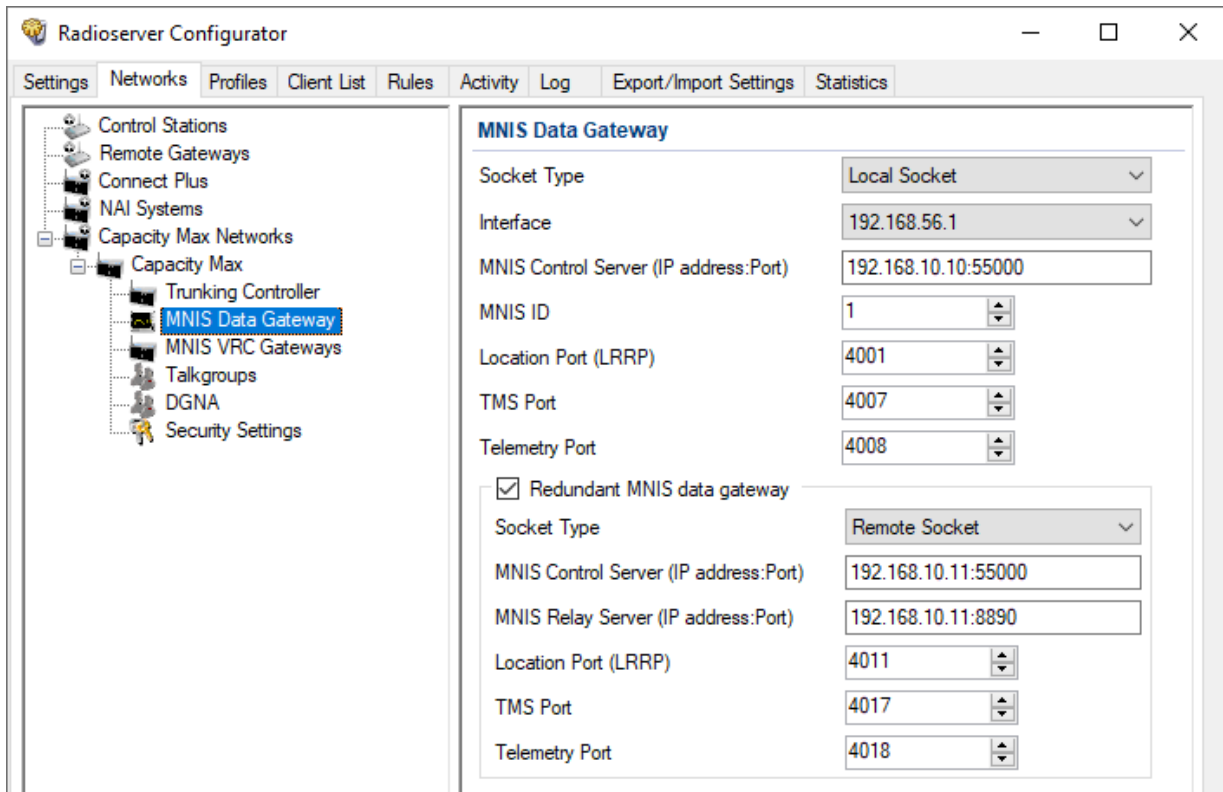 Radioserver Configurator
Settings Networks Profiles Client List Rules Activity Log Export/Import Settings Statistics
Control Stations
Remote Gateways
Connect Plus
NAI Systems
Capacity Max Networks
Capacity Max
Trunking Controller
MNIS Data Gateway
MNIS VRC Gateways
Talkgroups
DGNA
Security Settings
MNIS Data Gateway
Socket Type Local Socket
Interface 192.168.56.1
MNIS Control Server (IP address:Port) 192.168.10.10:55000
MNIS ID 1
Location Port (LRRP) 4001
TMS Port 4007
Telemetry Port 4008
Redundant MNIS data gateway
Socket Type Remote Socket
MNIS Control Server (IP address:Port) 192.168.10.11:55000
MNIS Relay Server (IP address:Port) 192.168.10.11:8890
Location Port (LRRP) 4011
TMS Port 4017
Telemetry Port 4018